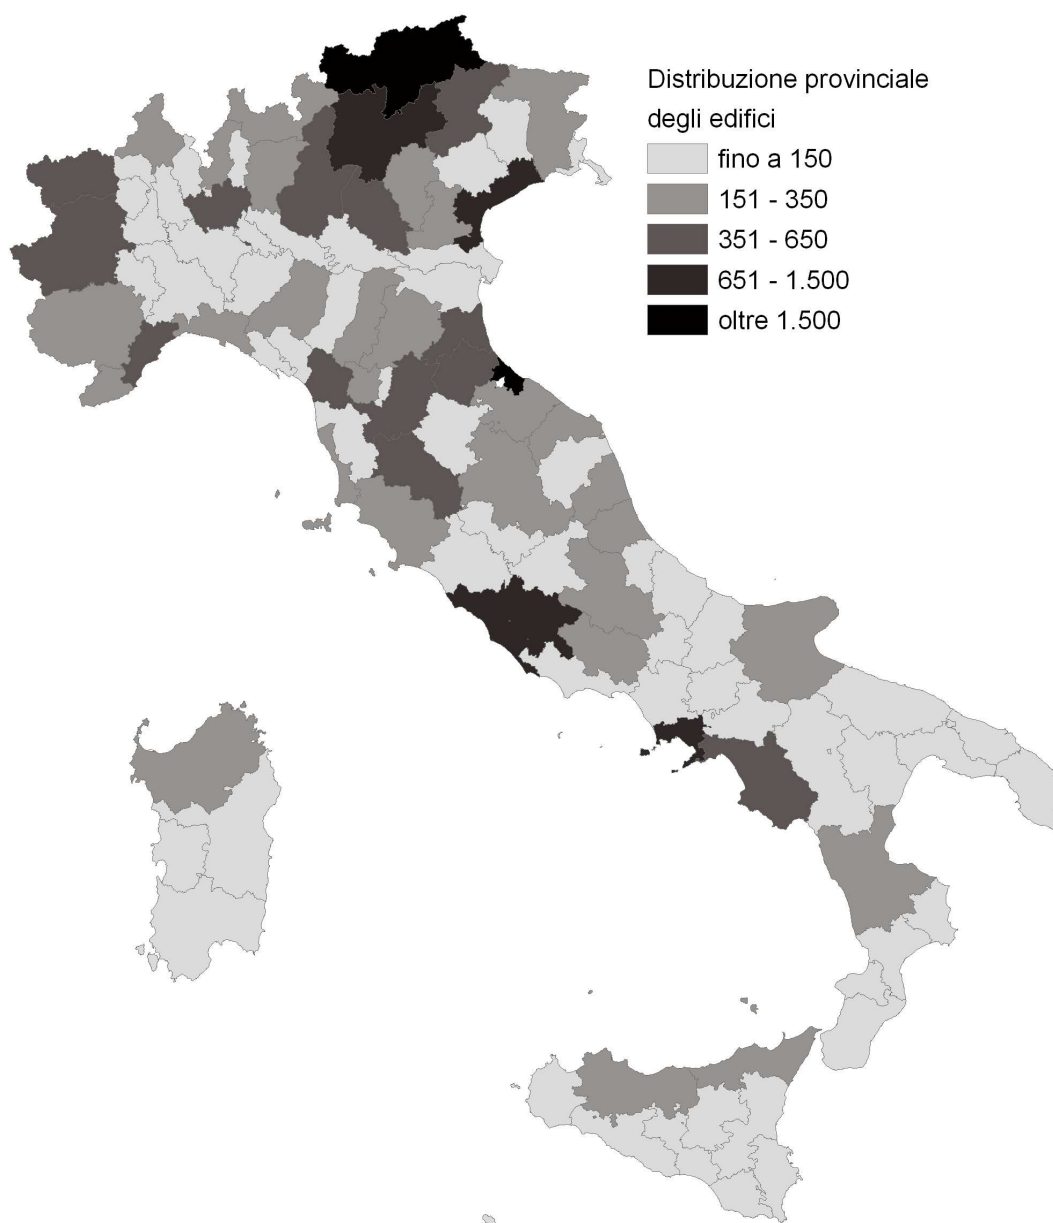 Distribuzione provinciale
degli edifici
fino a 150
151 - 350
351 - 650
651 - 1.500
oltre 1.500